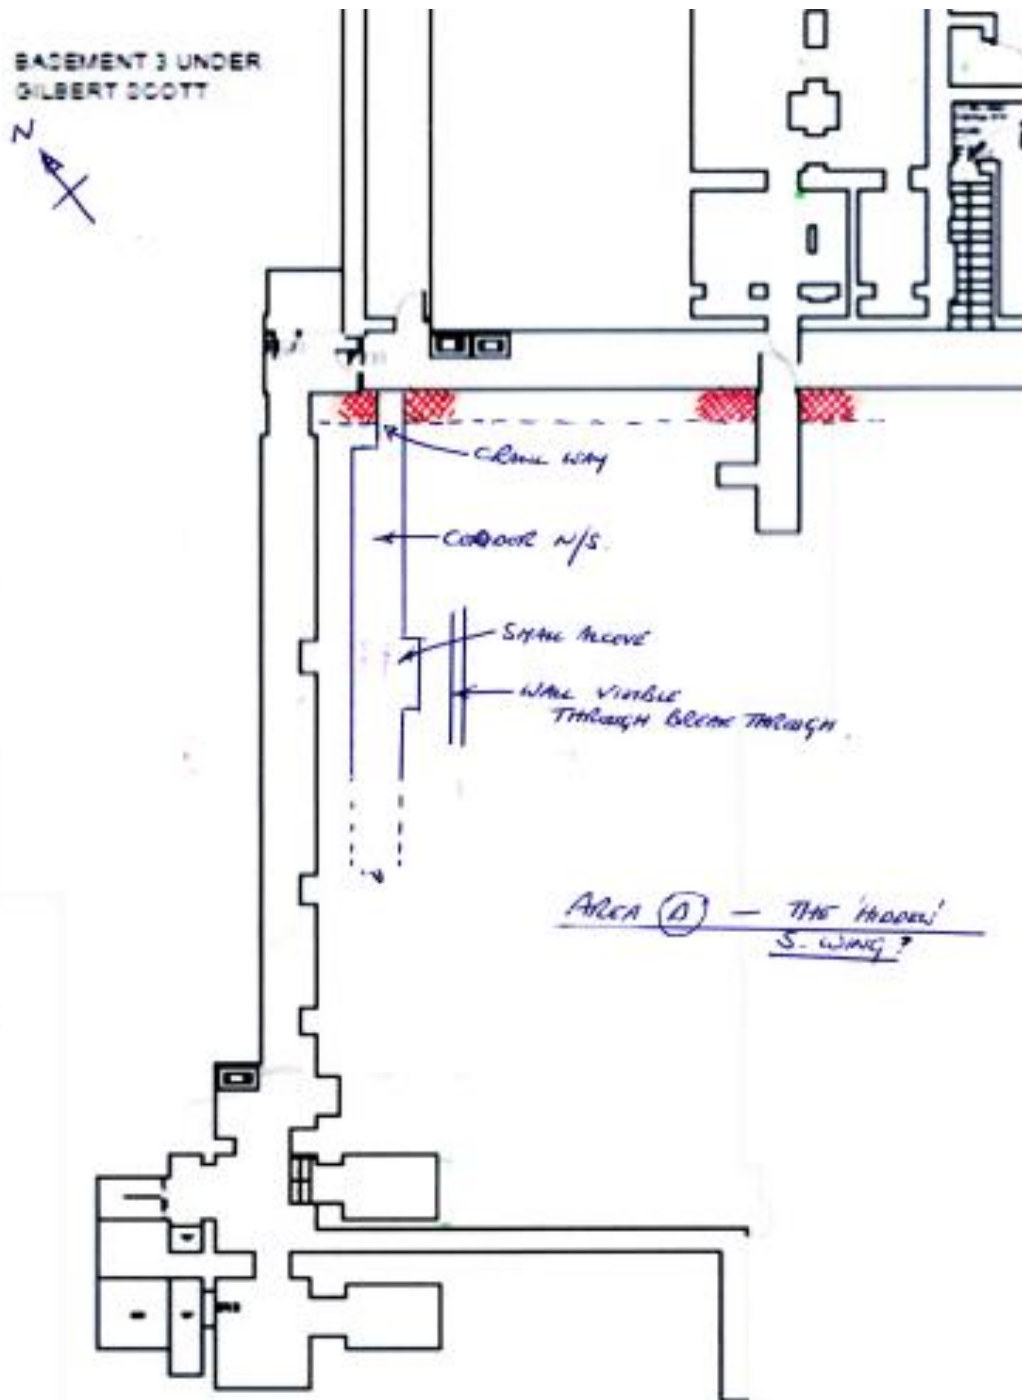 BASEMENT 3 UNDER
GILBERT SCOTT
N
CRAWL WAY
CORRIDOR N/S.
SMALL ALCOVE
WALL VISIBLE
THROUGH BREAK THROUGH.
AREA A — THE 'HIDDEN'
S. WING?